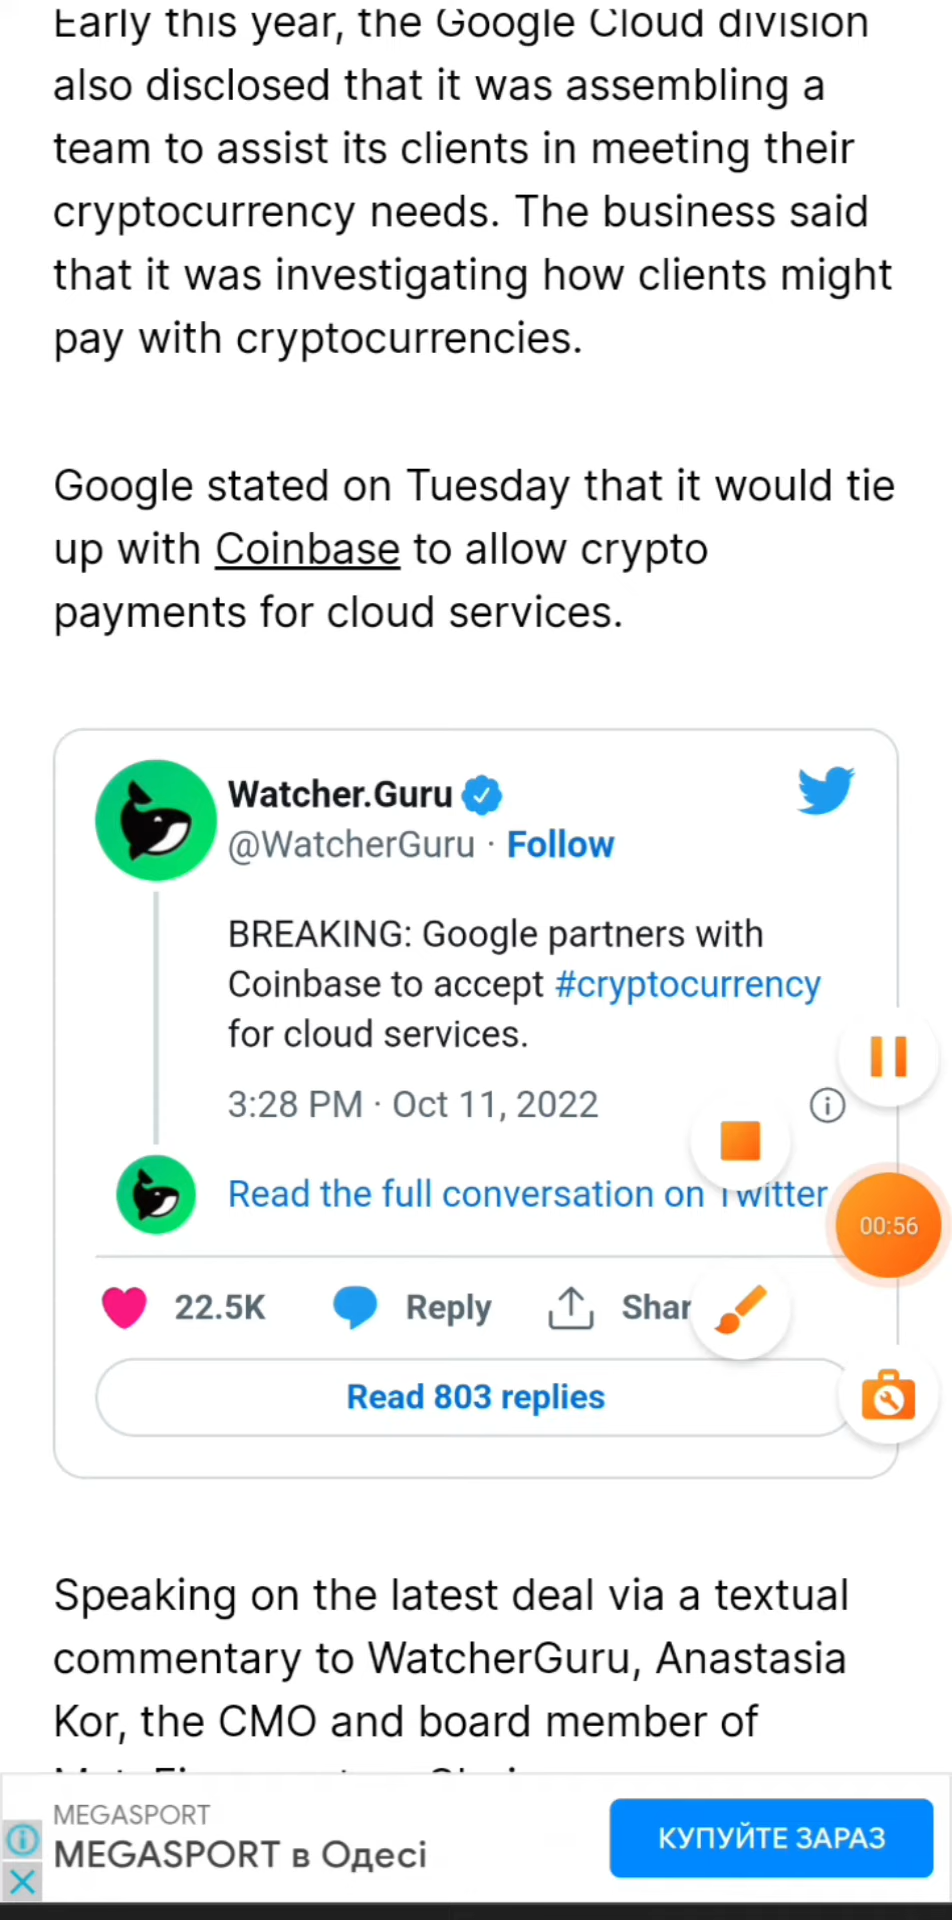 Early this year, the Google Cloud division
also disclosed that it was assembling a
team to assist its clients in meeting their
cryptocurrency needs. The business said
that it was investigating how clients might
pay with cryptocurrencies.
Google stated on Tuesday that it would tie
up with Coinbase to allow crypto
payments for cloud services.
Watcher.Guru
@WatcherGuru · Follow
BREAKING: Google partners with
Coinbase to accept #cryptocurrency
for cloud services.
3:28 PM · Oct 11, 2022
Read the full conversation on Twitter
00:56
22.5K Reply Shar
Read 803 replies
Speaking on the latest deal via a textual
commentary to WatcherGuru, Anastasia
Kor, the CMO and board member of
MEGASPORT
MEGASPORT в Одесі
КУПУЙТЕ ЗАРАЗ